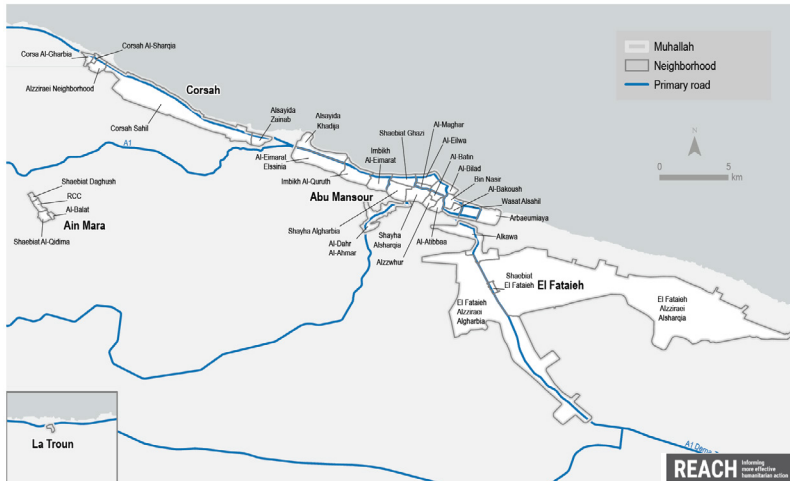 Corsah Al-Sharqia
Corsa Al-Gharbia
Alzziraei Neighborhood
Corsah
Corsah Sahil
Alsayida
Zainab
Alsayida
Khadija
A1
Al-Eimarat
Elssinia
Imbikh Al-Quruth
Imbikh
Al-Eimarat
Shaebiat Ghazi
Al-Maghar
Al-Eilwa
Al-Batin
Al-Bilad
Bin Nasir
Al-Bakoush
Wasat Alsahil
Arbaeumiaya
Abu Mansour
Shayha Algharbia
Al-Dahr
Al-Ahmar
Shayha
Alsharqia
Alzzwhur
Al-Atibbaa
Alkawa
Shaebiat Daghush
RCC
Al-Balat
Ain Mara
Shaebiat Al-Qidima
Shaebiat
El Fataieh
El Fataieh
El Fataieh
Alzziraei
Algharbia
El Fataieh
Alzziraei
Alsharqia
Muhallah
Neighborhood
Primary road
N
0 5
km
La Troun
REACH
Informing
more effective
humanitarian action